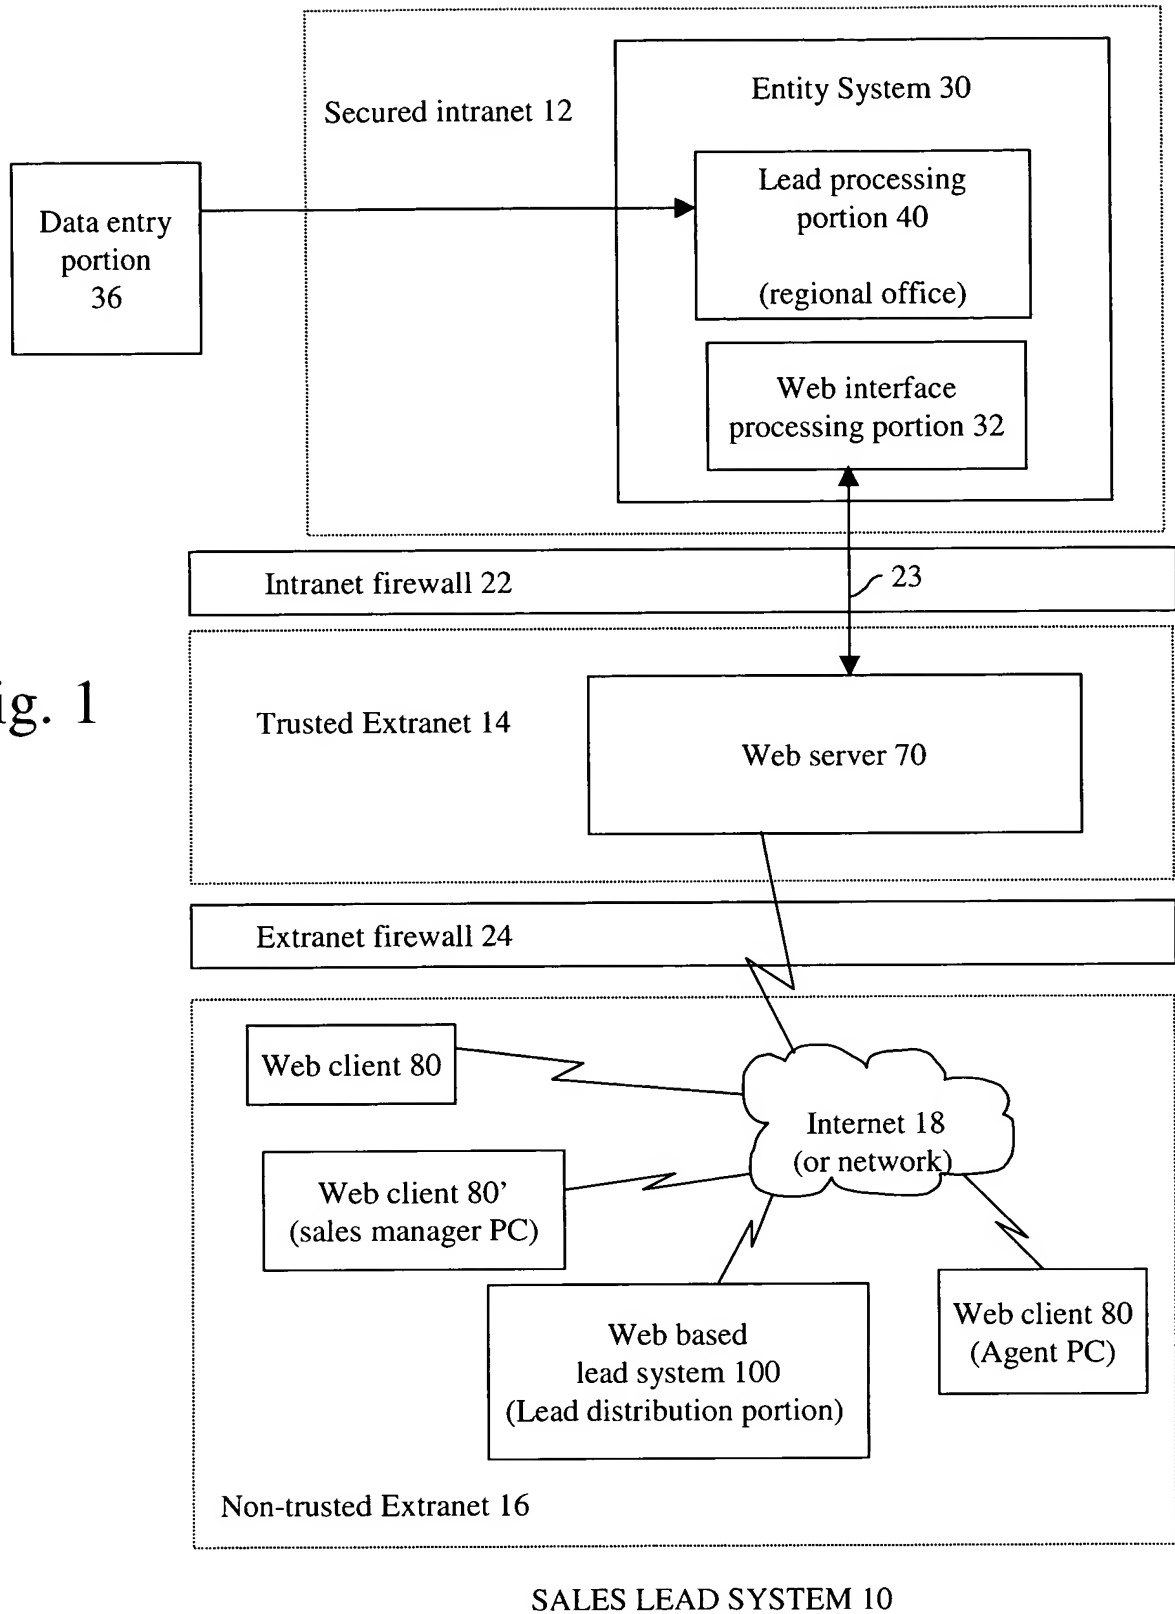 Secured intranet 12
Entity System 30
Lead processing
portion 40
(regional office)
Data entry
portion
36
Web interface
processing portion 32
Intranet firewall 22
23
ig. 1
Trusted Extranet 14
Web server 70
Extranet firewall 24
Web client 80
Internet 18
(or network)
Web client 80’
(sales manager PC)
Web based
lead system 100
(Lead distribution portion)
Web client 80
(Agent PC)
Non-trusted Extranet 16
SALES LEAD SYSTEM 10